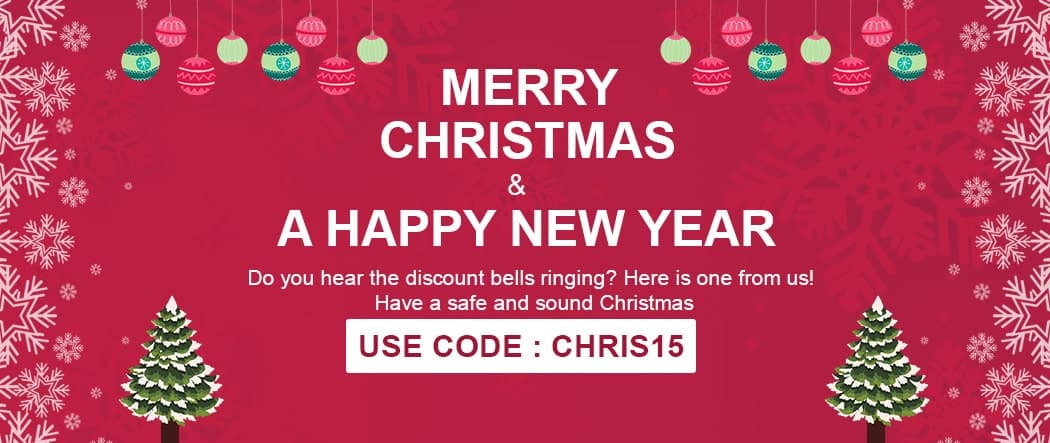 MERRY
CHRISTMAS
&
A HAPPY NEW YEAR
Do you hear the discount bells ringing? Here is one from us!
Have a safe and sound Christmas
USE CODE : CHRIS15